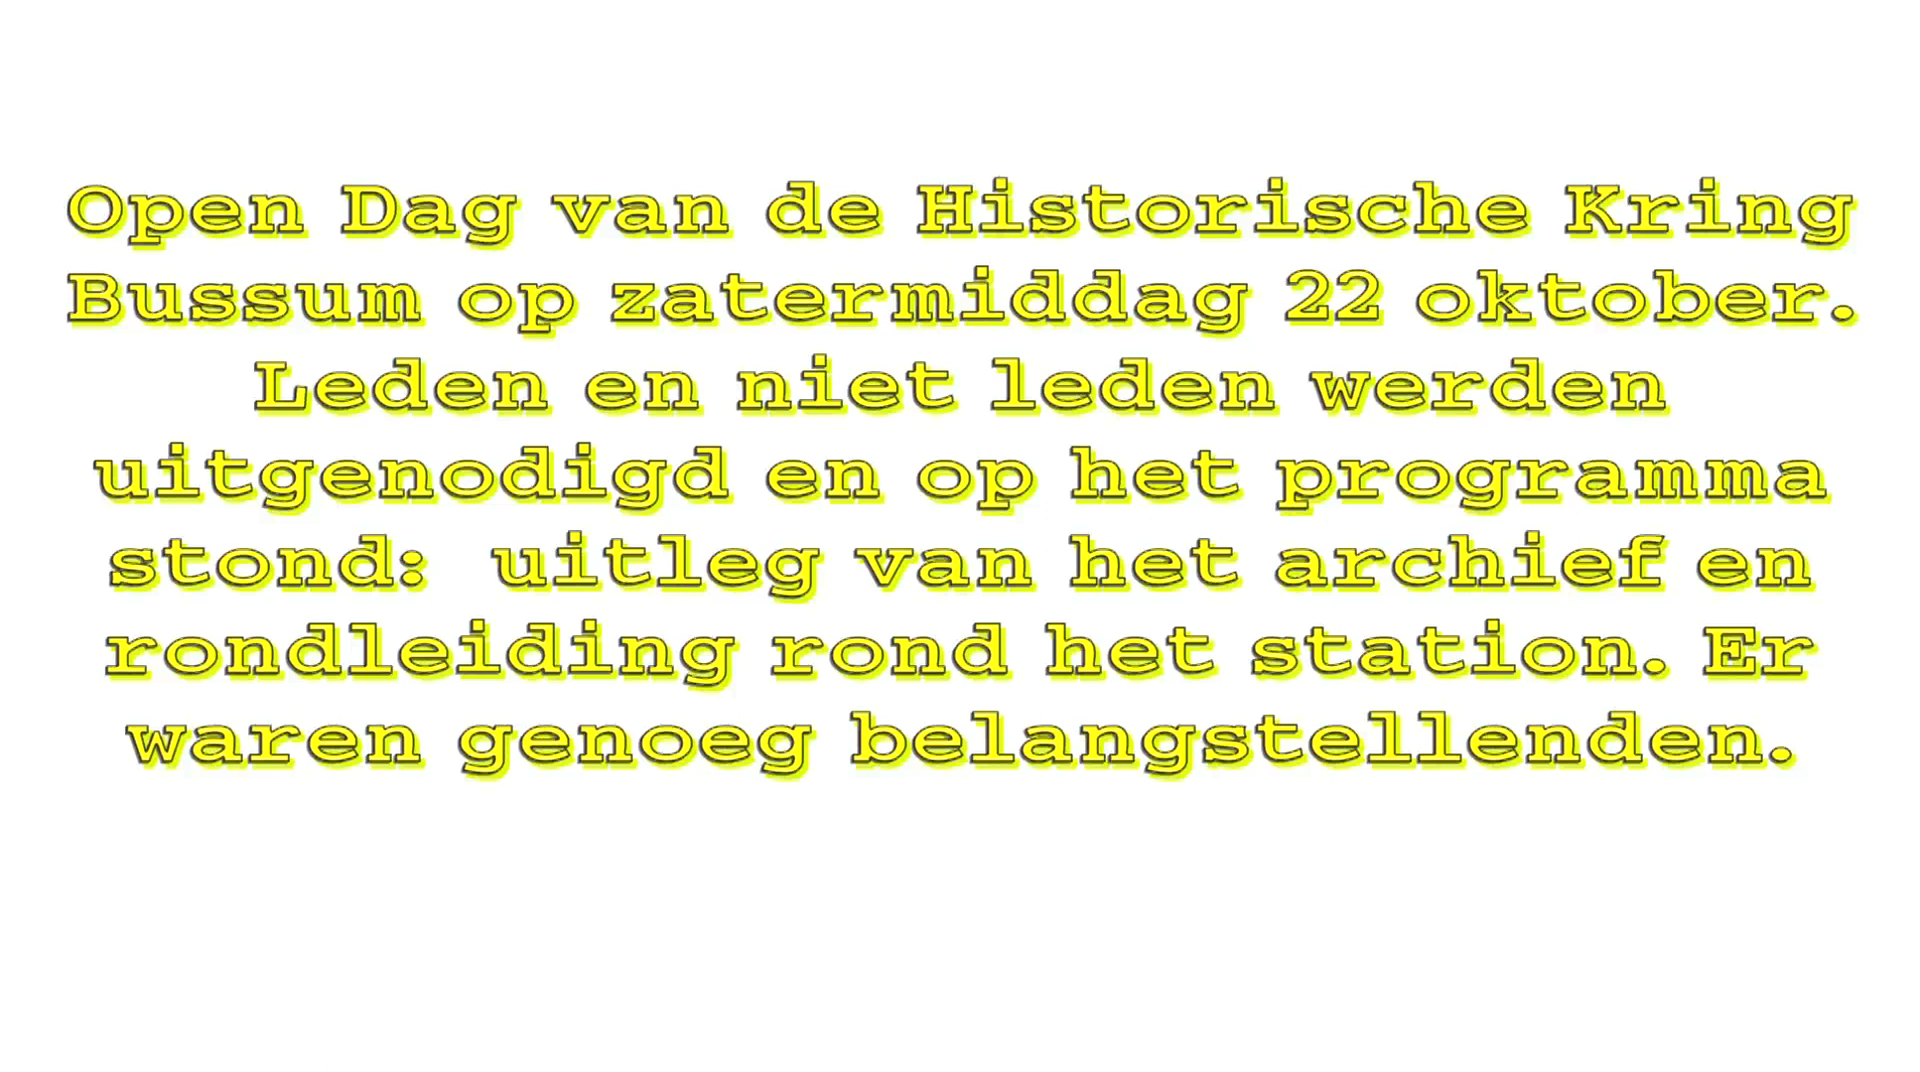 Open Dag van de Historische Kring
Bussum op zatermiddag 22 oktober.
Leden en niet leden werden
uitgenodigd en op het programma
stond:  uitleg van het archief en
rondleiding rond het station. Er
waren genoeg belangstellenden.